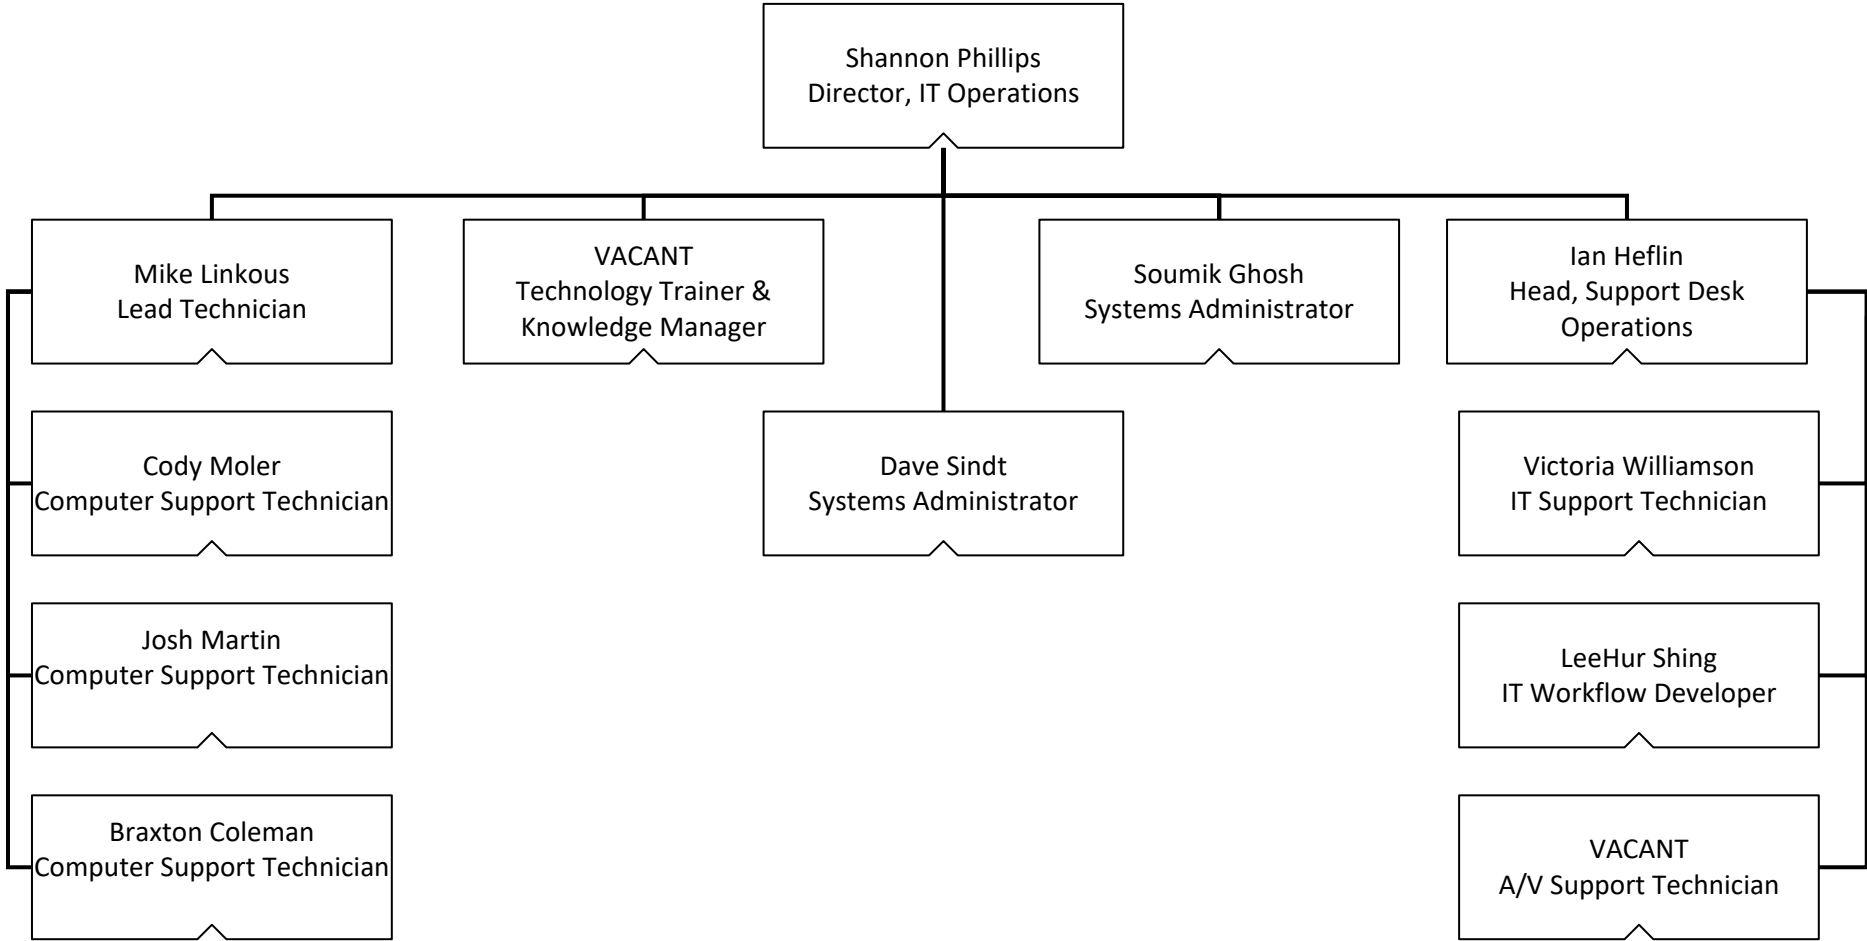 Shannon Phillips
Director, IT Operations
Mike Linkous
Lead Technician
VACANT
Technology Trainer &
Knowledge Manager
Soumik Ghosh
Systems Administrator
Ian Heflin
Head, Support Desk
Operations
Cody Moler
Computer Support Technician
Dave Sindt
Systems Administrator
Victoria Williamson
IT Support Technician
Josh Martin
Computer Support Technician
LeeHur Shing
IT Workflow Developer
Braxton Coleman
Computer Support Technician
VACANT
A/V Support Technician